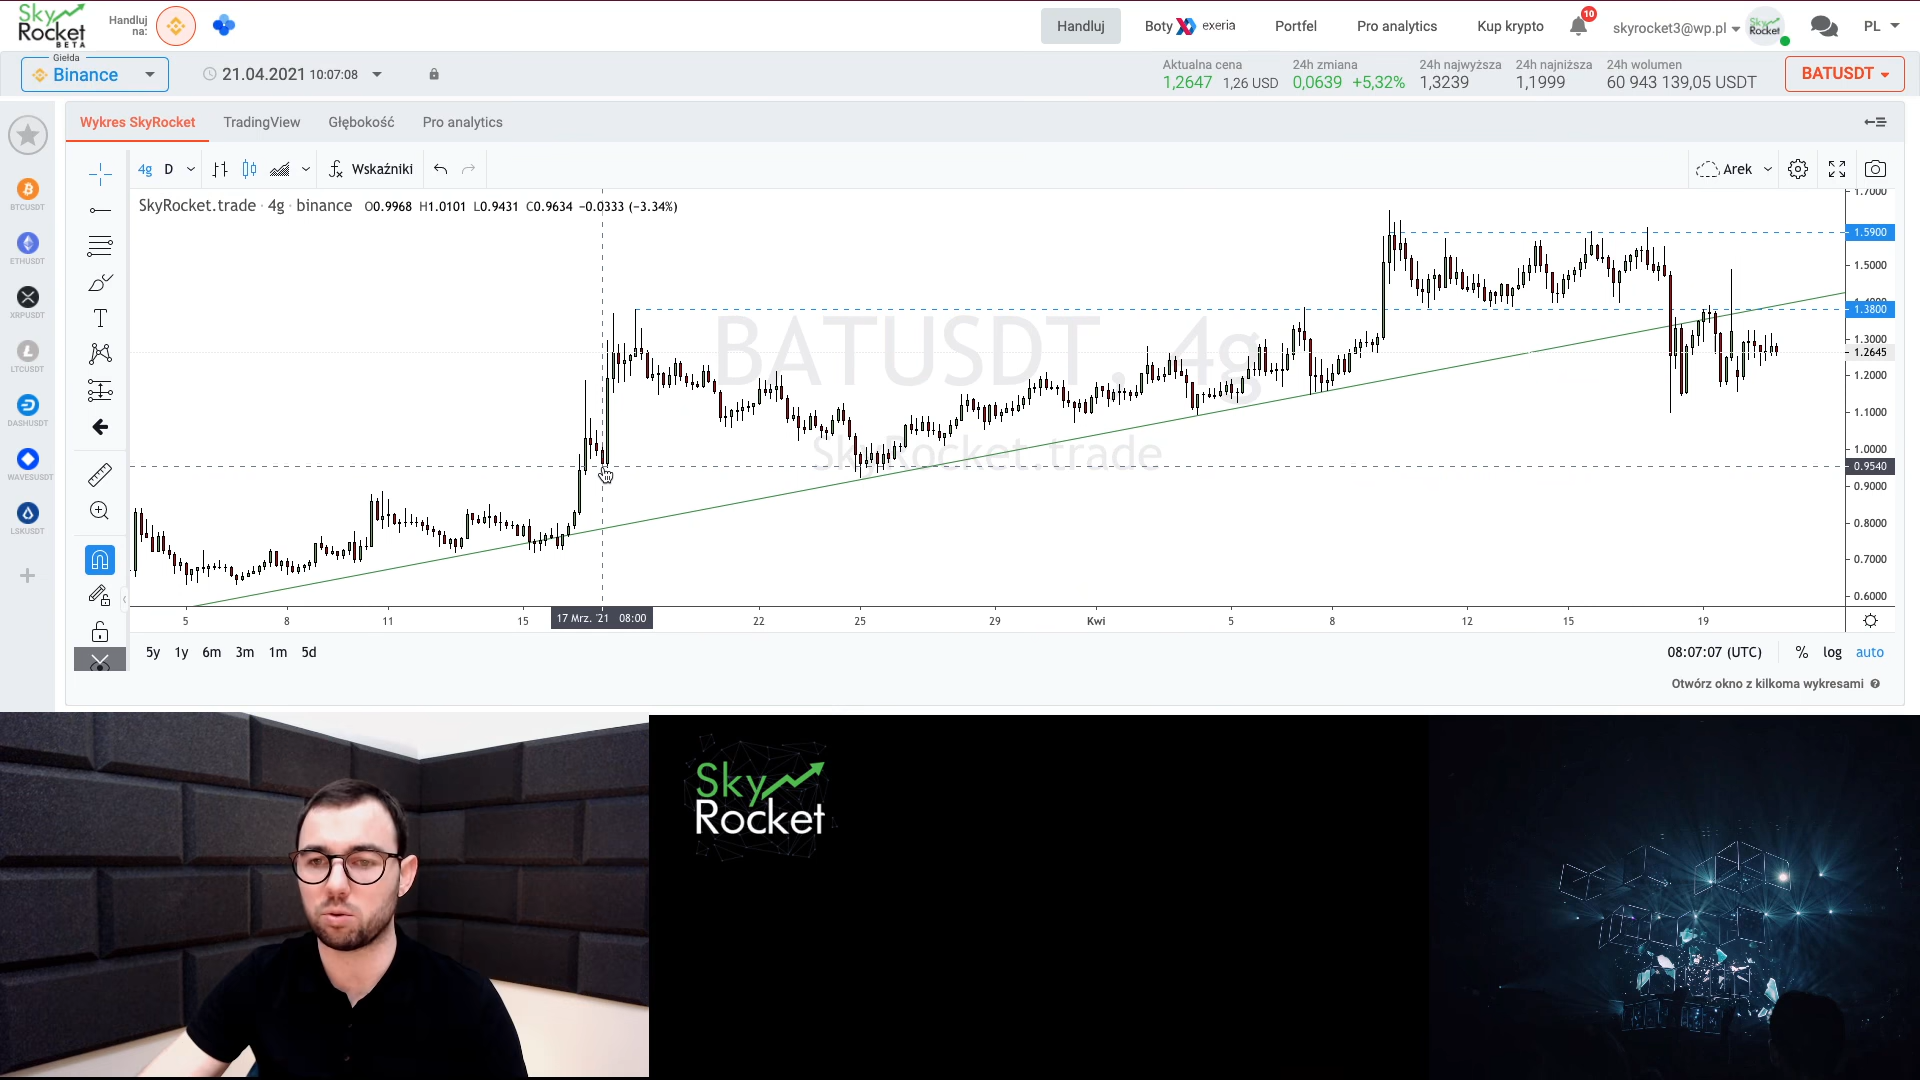 Sky
Rocket
BETA
Handluj
na:
Handluj
Boty exeria
Portfel
Pro analytics
Kup krypto
10
skyrocket3@wp.pl
Sky
Rocket
PL
Giełda
Binance
21.04.2021 10:07:08
Aktualna cena
1,2647 1,26 USD
24h zmiana
0,0639 +5,32%
24h najwyższa
1,3239
24h najniższa
1,1999
24h wolumen
60 943 139,05 USDT
BATUSDT
Wykres SkyRocket
TradingView
Głębokość
Pro analytics
BTCUSDT
ETHUSDT
XRPUSDT
LTCUSDT
DASHUSDT
WAVESUSDT
LSKUSDT
4g D
Wskaźniki
Arek
SkyRocket.trade · 4g · binance O0.9968 H1.0101 L0.9431 C0.9634 −0.0333 (−3.34%)
BATUSDT, 4g
SkyRocket.trade
1.7000
1.5900
1.5000
1.3800
1.3000
1.2645
1.2000
1.1000
1.0000
0.9540
0.9000
0.8000
0.7000
0.6000
5
8
11
15
17 Mrz. '21 08:00
22
25
29
Kwi
5
8
12
15
19
5y 1y 6m 3m 1m 5d
08:07:07 (UTC)
% log auto
Otwórz okno z kilkoma wykresami
Sky
Rocket